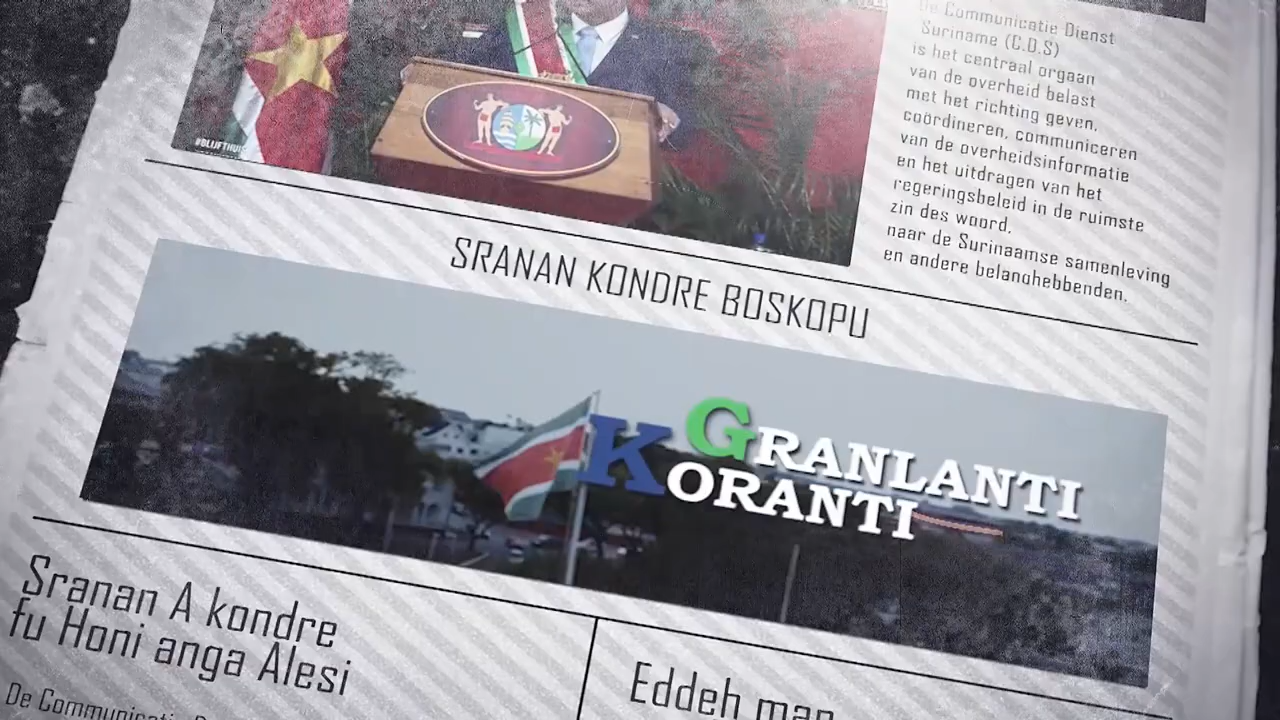 De Communicatie Dienst
Suriname (C.D.S)
is het centraal orgaan
van de overheid belast
met het richting geven,
coördineren, communiceren
van de overheidsinformatie
en het uitdragen van het
regeringsbeleid in de ruimste
zin des woord.
naar de Surinaamse samenleving
en andere belanghebbenden.
SRANAN KONDRE BOSKOPU
GRANLANTI
KORANTI
Sranan A kondre
fu Honi anga Alesi
Eddeh man
De